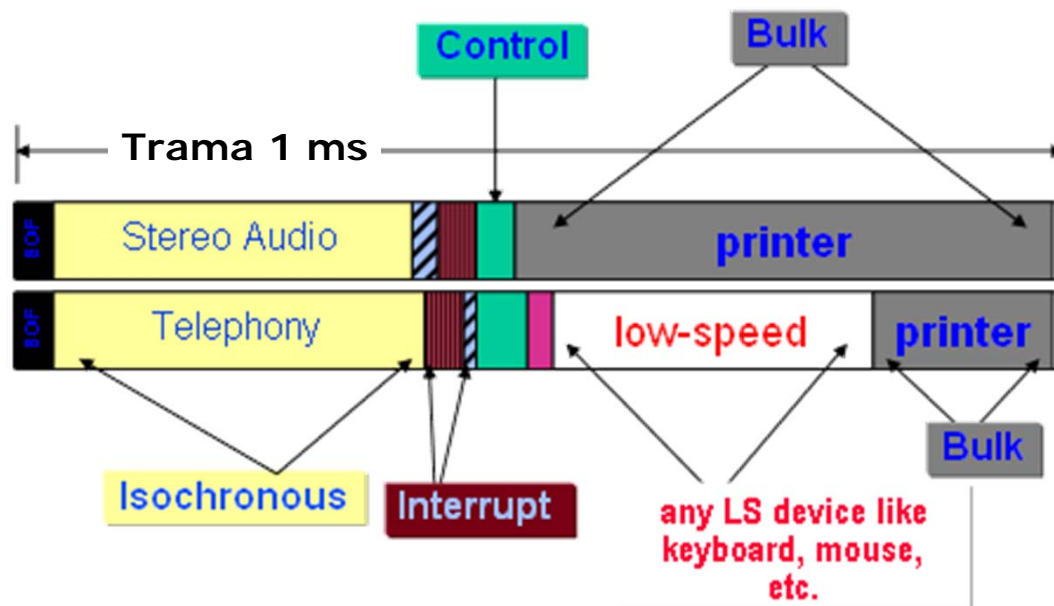 Control
Bulk
Trama 1 ms
SOF
Stereo Audio
printer
SOF
Telephony
low-speed
printer
Isochronous
Interrupt
Bulk
any LS device like
keyboard, mouse,
etc.